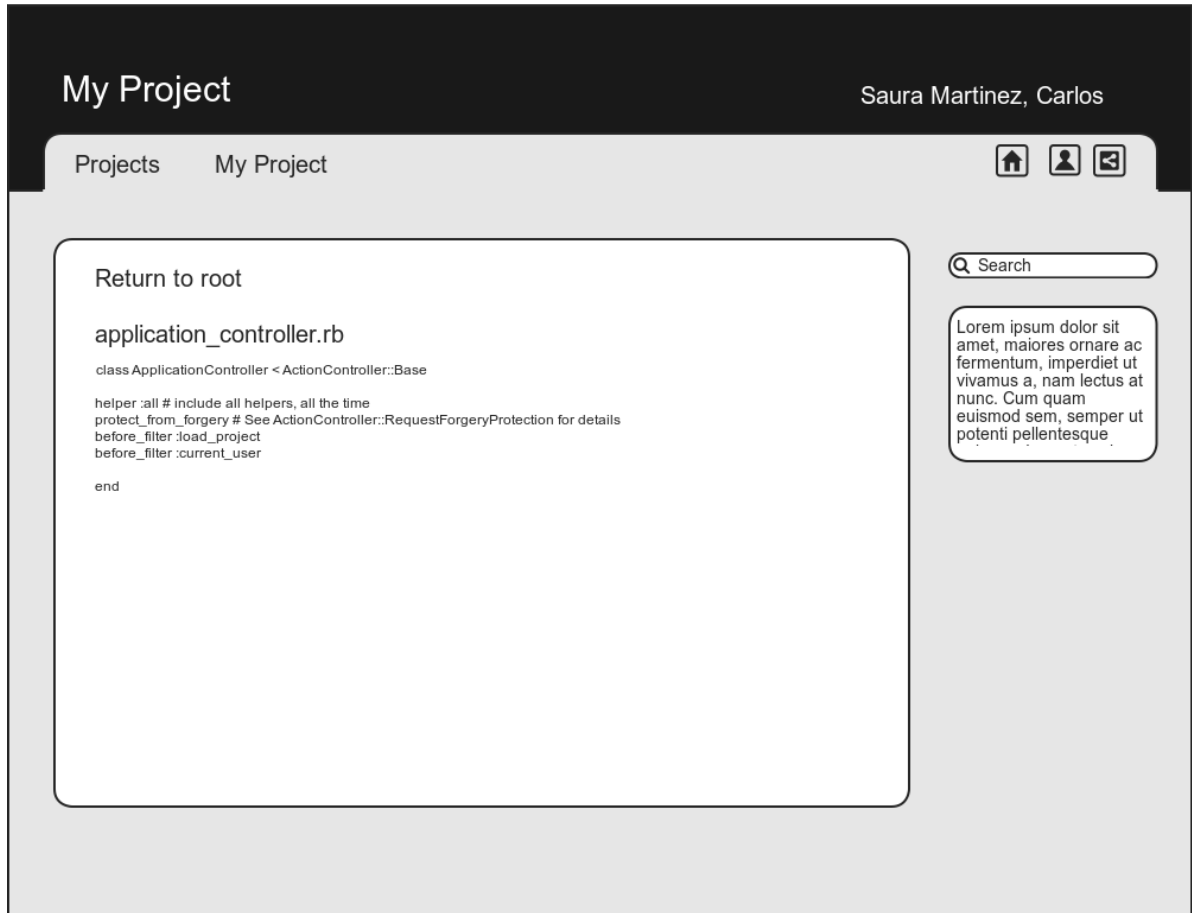 My Project
Saura Martinez, Carlos
Projects
My Project
Return to root
application_controller.rb
class ApplicationController < ActionController::Base
helper :all # include all helpers, all the time
protect_from_forgery # See ActionController::RequestForgeryProtection for details
before_filter :load_project
before_filter :current_user
end
Search
Lorem ipsum dolor sit
amet, maiores ornare ac
fermentum, imperdiet ut
vivamus a, nam lectus at
nunc. Cum quam
euismod sem, semper ut
potenti pellentesque